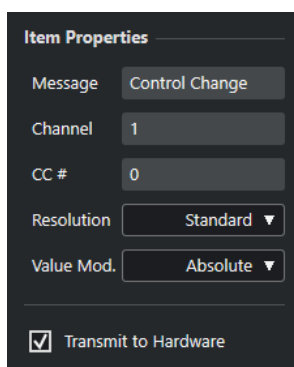 Item Properties
Message Control Change
Channel 1
CC # 0
Resolution Standard ▼
Value Mod. Absolute ▼
Transmit to Hardware